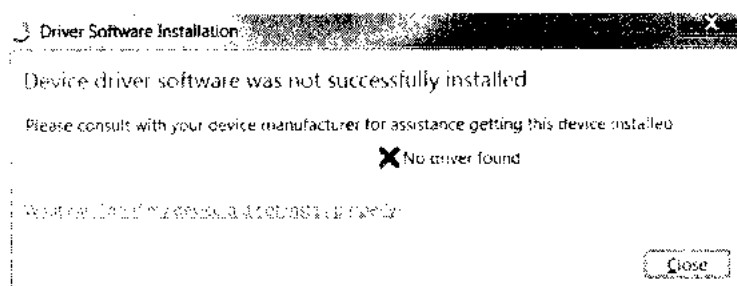 Driver Software Installation
Device driver software was not successfully installed
Please consult with your device manufacturer for assistance getting this device installed
No driver found
Close